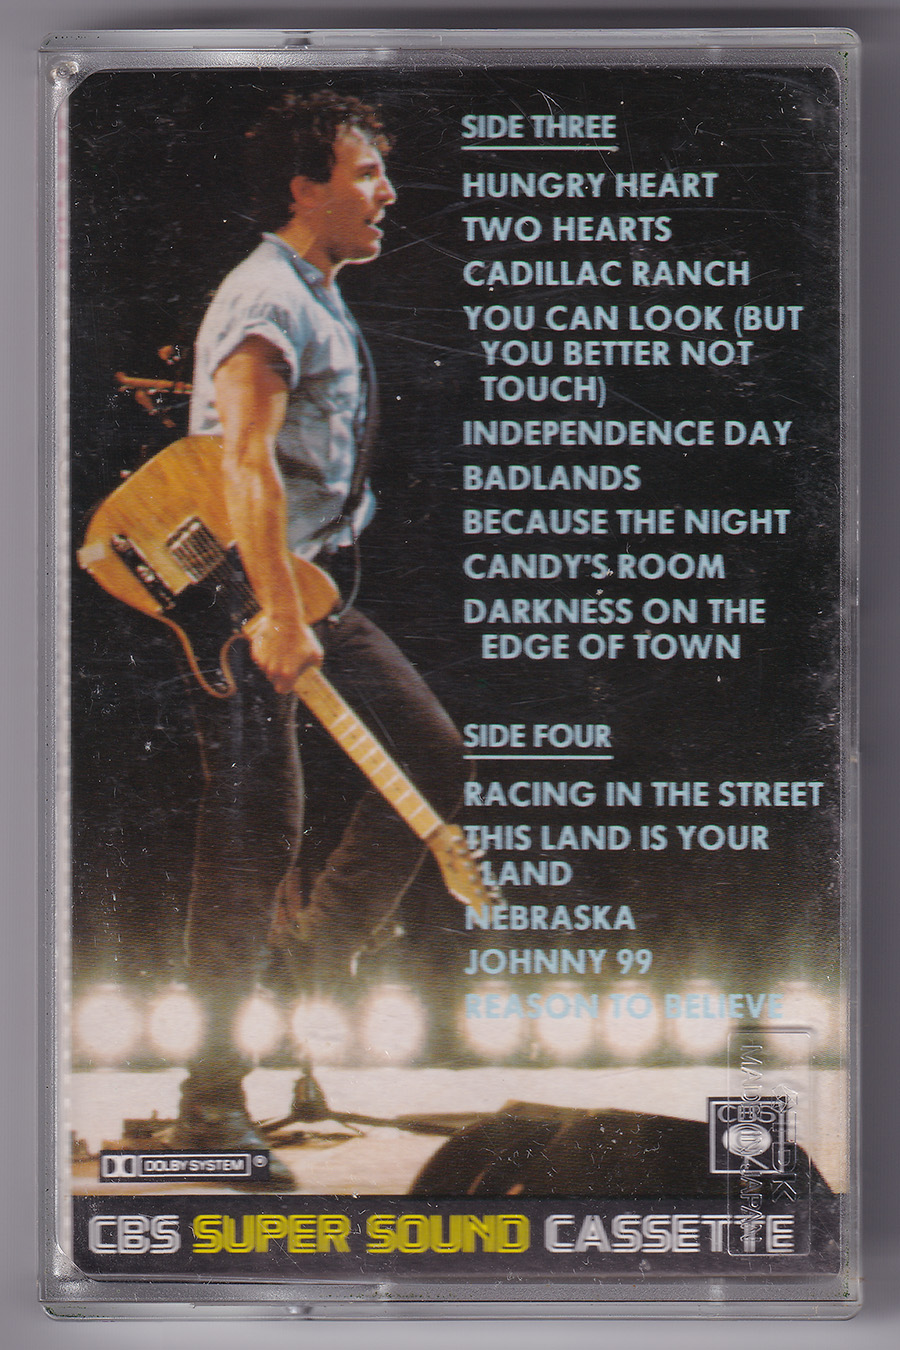 SIDE THREE
HUNGRY HEART
TWO HEARTS
CADILLAC RANCH
YOU CAN LOOK (BUT
YOU BETTER NOT
TOUCH)
INDEPENDENCE DAY
BADLANDS
BECAUSE THE NIGHT
CANDY'S ROOM
DARKNESS ON THE
EDGE OF TOWN
SIDE FOUR
RACING IN THE STREET
THIS LAND IS YOUR
LAND
NEBRASKA
JOHNNY 99
REASON TO BELIEVE
CBS
TDK
MADE IN JAPAN
DOLBY SYSTEM ®
CBS SUPER SOUND CASSETTE